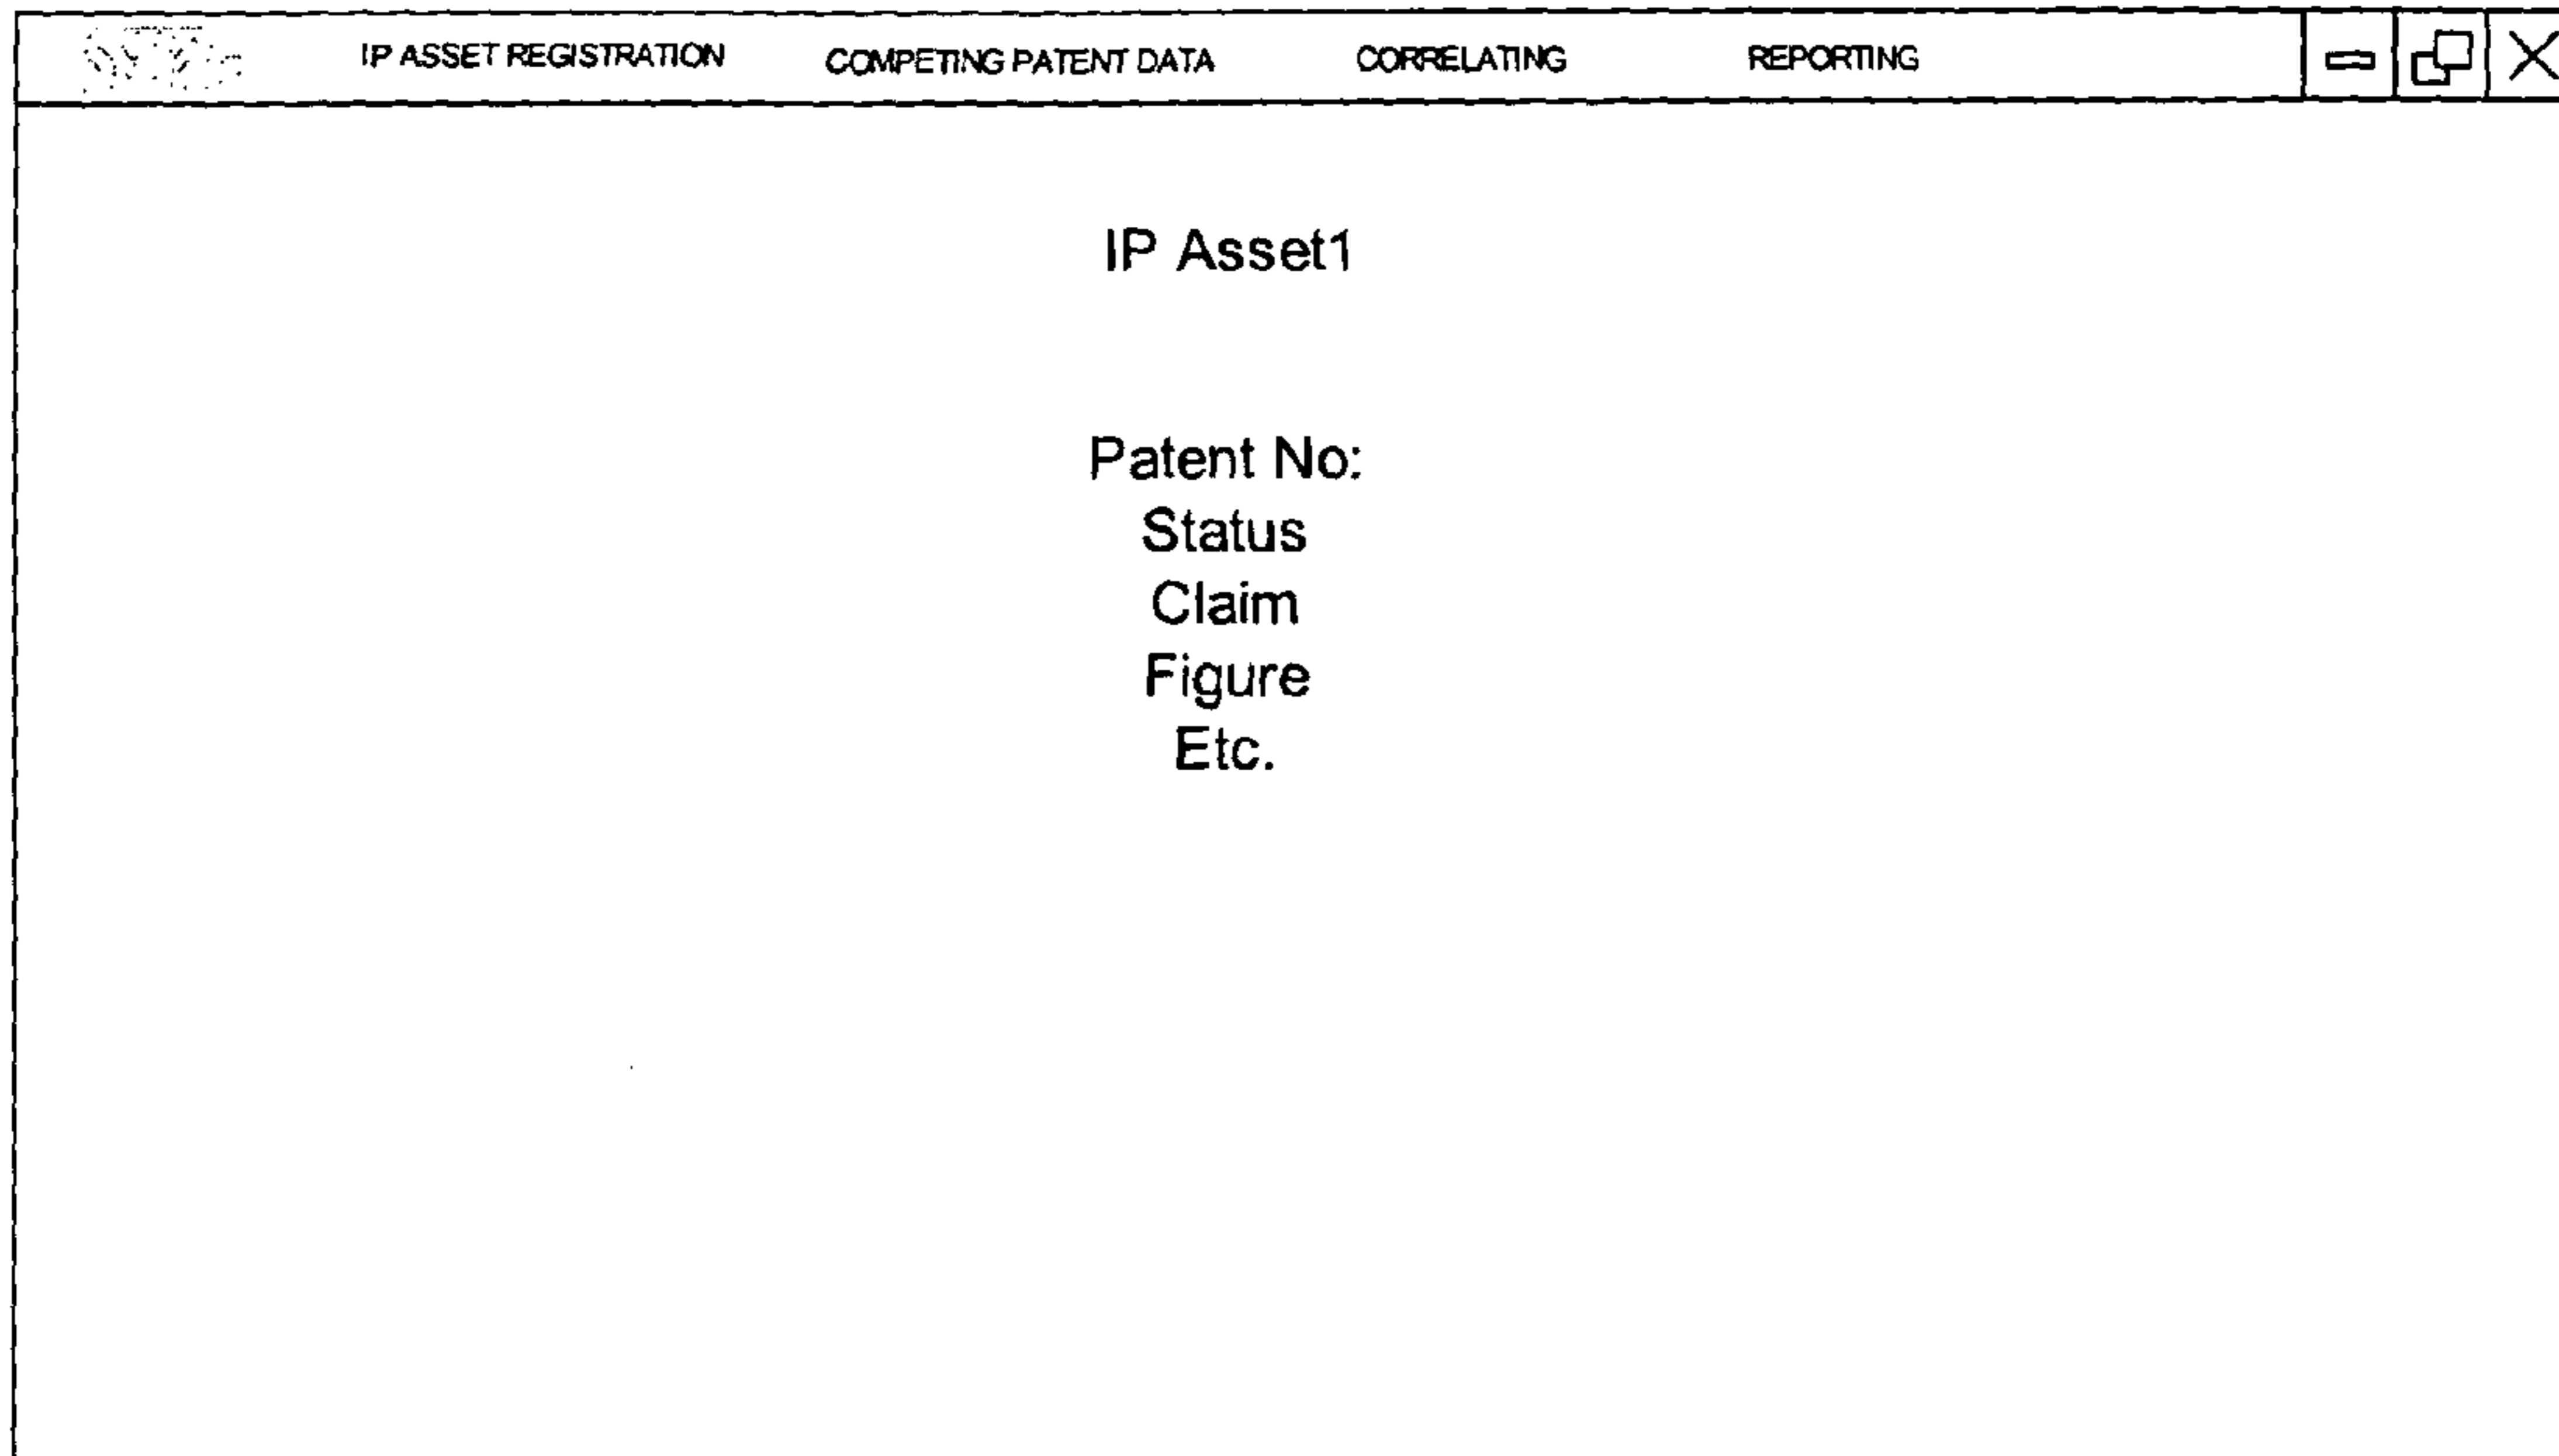 IP ASSET REGISTRATION COMPETING PATENT DATA CORRELATING REPORTING
IP Asset1
Patent No:
Status
Claim
Figure
Etc.